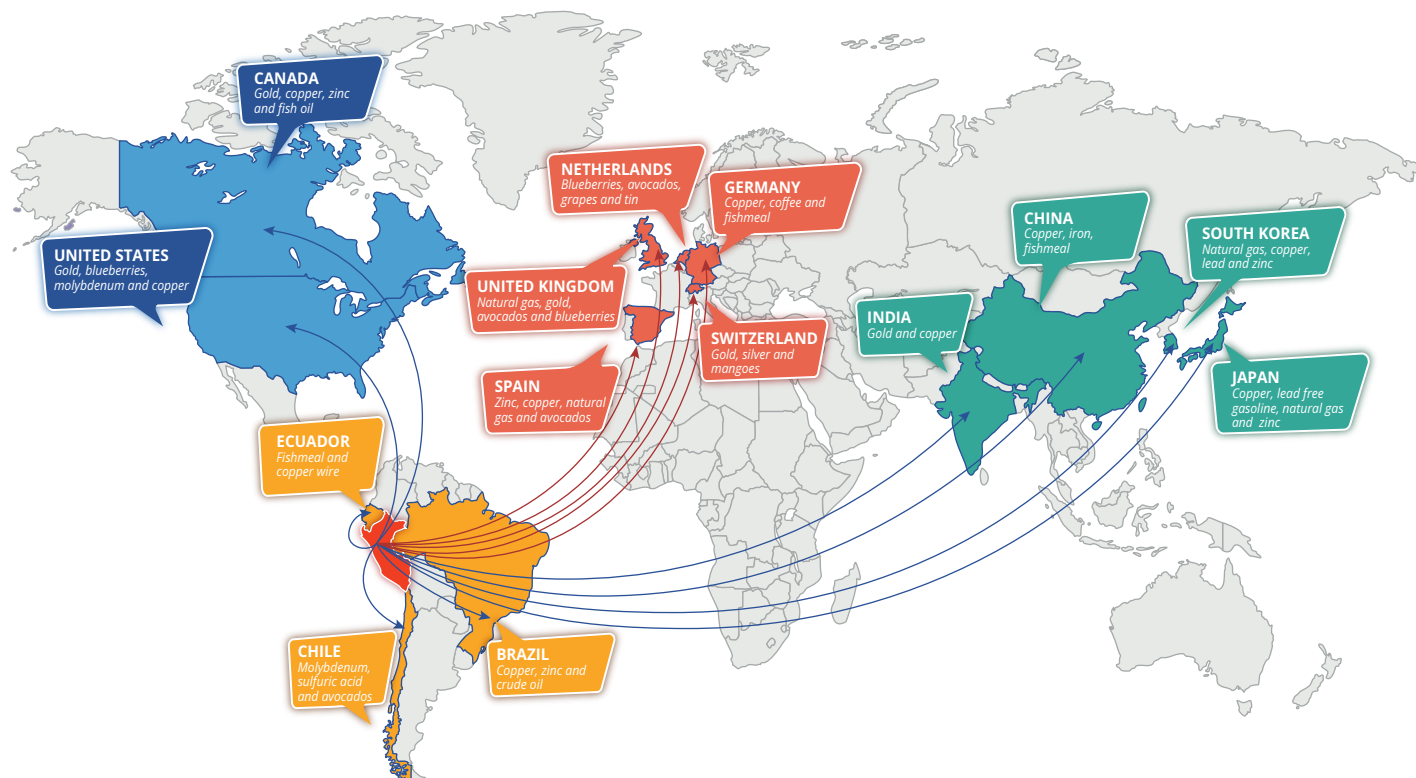 CANADA
Gold, copper, zinc
and fish oil
UNITED STATES
Gold, blueberries,
molybdenum and copper
NETHERLANDS
Blueberries, avocados,
grapes and tin
GERMANY
Copper, coffee and
fishmeal
UNITED KINGDOM
Natural gas, gold,
avocados and blueberries
SWITZERLAND
Gold, silver and
mangoes
SPAIN
Zinc, copper, natural
gas and avocados
CHINA
Copper, iron,
fishmeal
SOUTH KOREA
Natural gas, copper,
lead and zinc
INDIA
Gold and copper
JAPAN
Copper, lead free
gasoline, natural gas
and zinc
ECUADOR
Fishmeal and
copper wire
CHILE
Molybdenum,
sulfuric acid
and avocados
BRAZIL
Copper, zinc and
crude oil